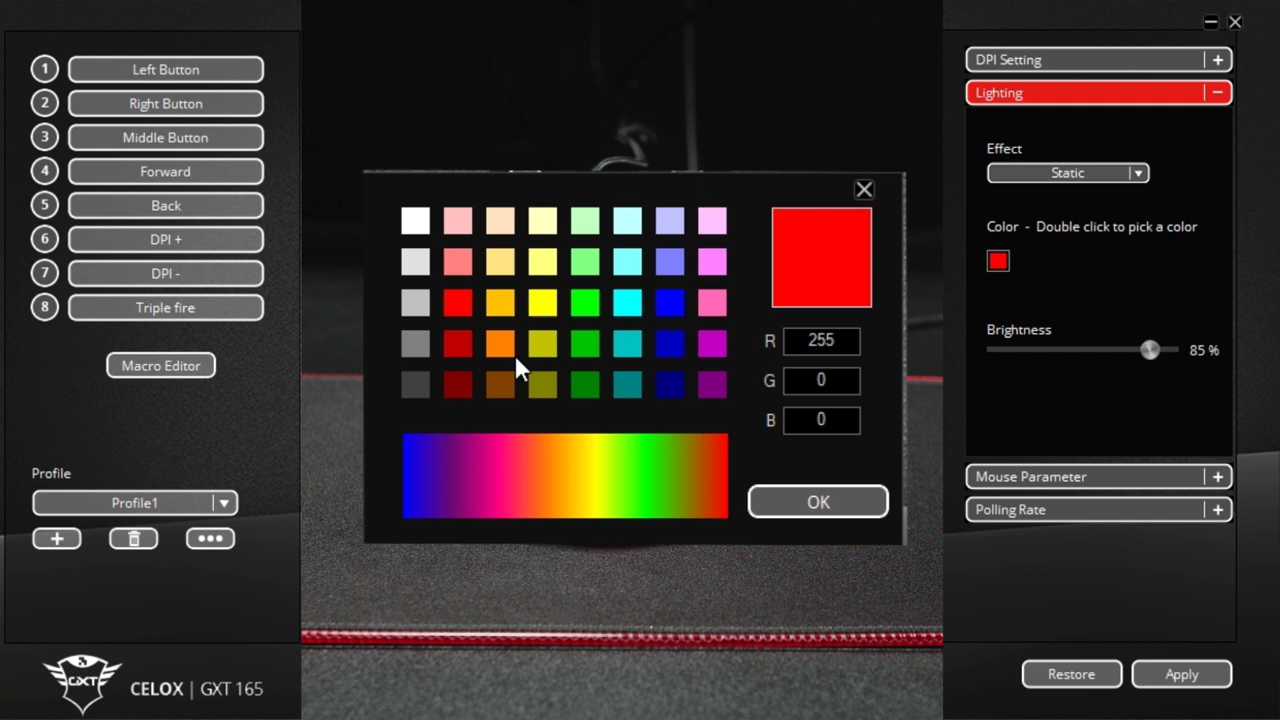 1 Left Button
2 Right Button
3 Middle Button
4 Forward
5 Back
6 DPI +
7 DPI -
8 Triple fire
Macro Editor
Profile
Profile1
GXT
CELOX | GXT 165
R 255
G 0
B 0
OK
DPI Setting
Lighting
Effect
Static
Color - Double click to pick a color
Brightness
85 %
Mouse Parameter
Polling Rate
Restore
Apply